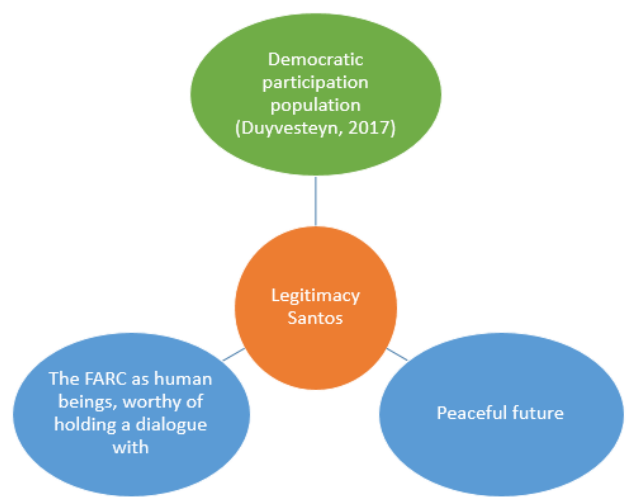 Democratic
participation
population
(Duyvesteyn, 2017)
Legitimacy
Santos
The FARC as human
beings, worthy of
holding a dialogue
with
Peaceful future